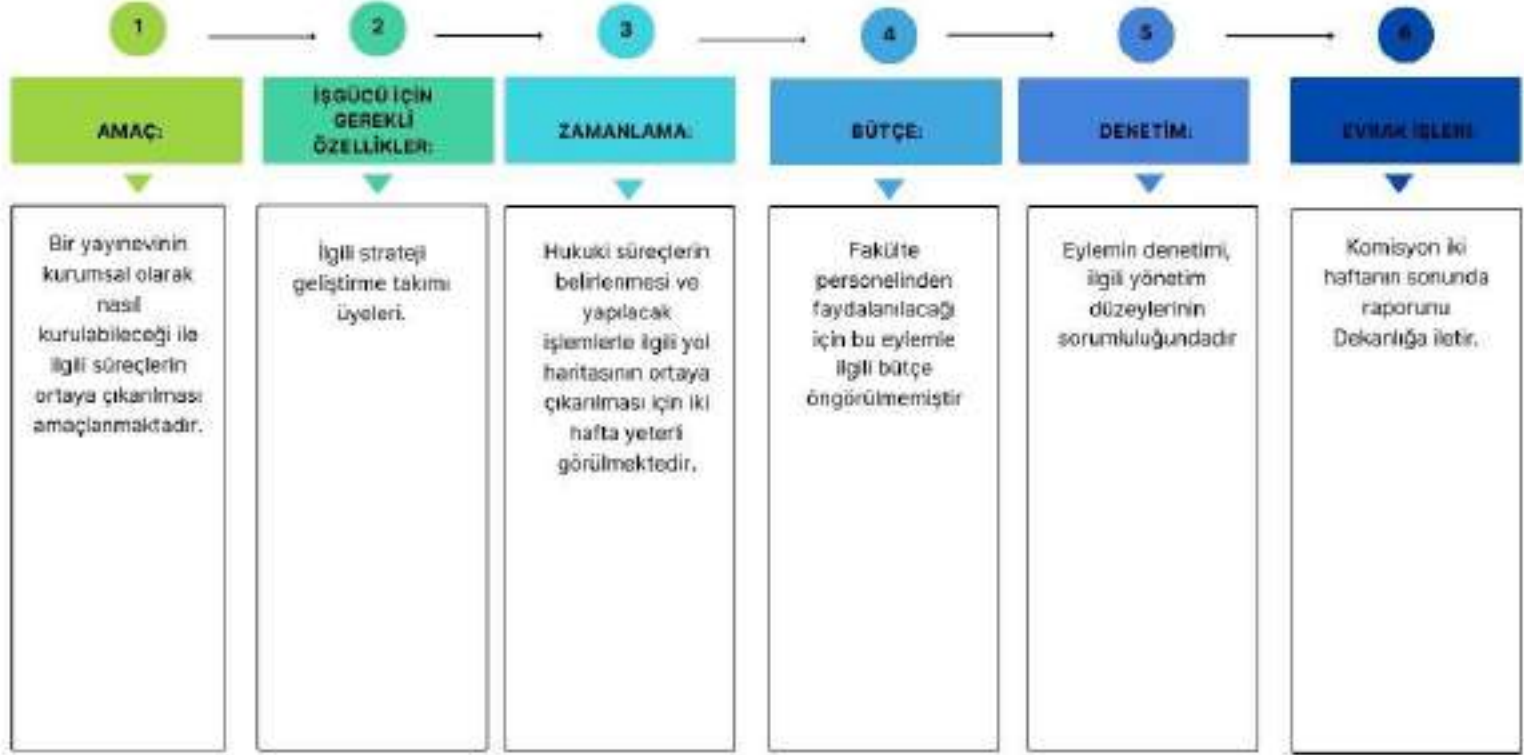 1
2
3
4
5
6
AMAÇ:
İŞGÜCÜ İÇİN
GEREKLİ
ÖZELLİKLER:
ZAMANLAMA:
BÜTÇE:
DENETİM:
EVRAK İŞLERİ:
Bir yayınevinin
kurumsal olarak
nasıl
kurulabileceği ile
ilgili süreçlerin
ortaya çıkarılması
amaçlanmaktadır.
İlgili strateji
geliştirme takımı
üyeleri.
Hukuki süreçlerin
belirlenmesi ve
yapılacak
işlemlerle ilgili yol
haritasının ortaya
çıkarılması için iki
hafta yeterli
görülmektedir.
Fakülte
personelinden
faydalanılacağı
için bu eylemle
ilgili bütçe
öngörülmemiştir
Eylemin denetimi,
ilgili yönetim
düzeylerinin
sorumluluğundadır
Komisyon iki
haftanın sonunda
raporunu
Dekanlığa iletir.